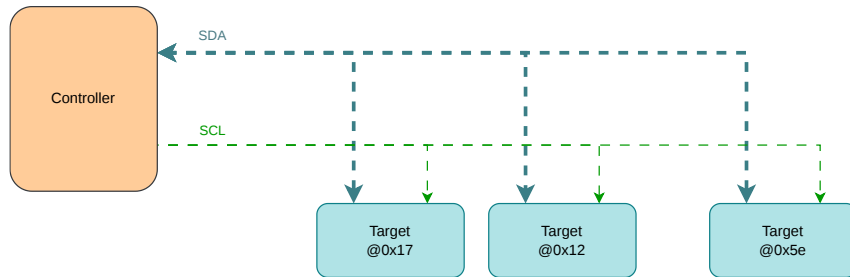 SDA
Controller
SCL
Target
@0x17
Target
@0x12
Target
@0x5e